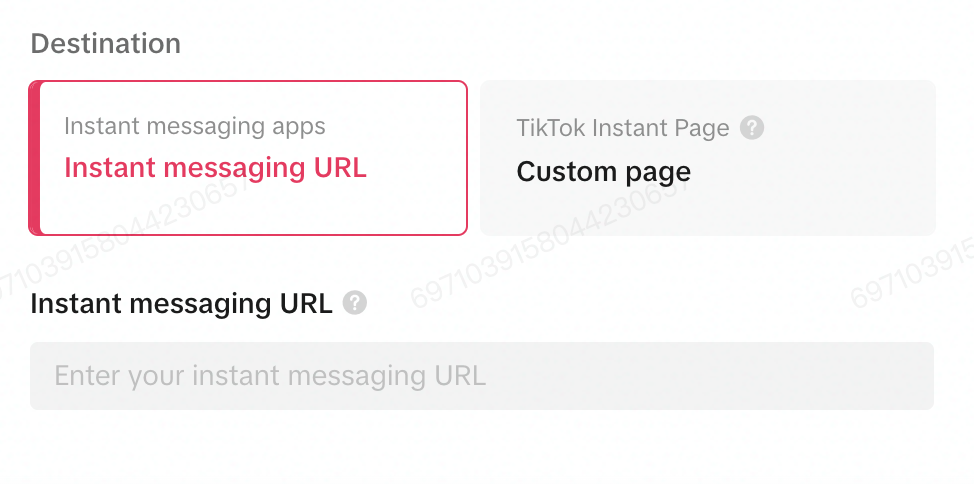 Destination
Instant messaging apps
Instant messaging URL
TikTok Instant Page ?
Custom page
Instant messaging URL ?
Enter your instant messaging URL